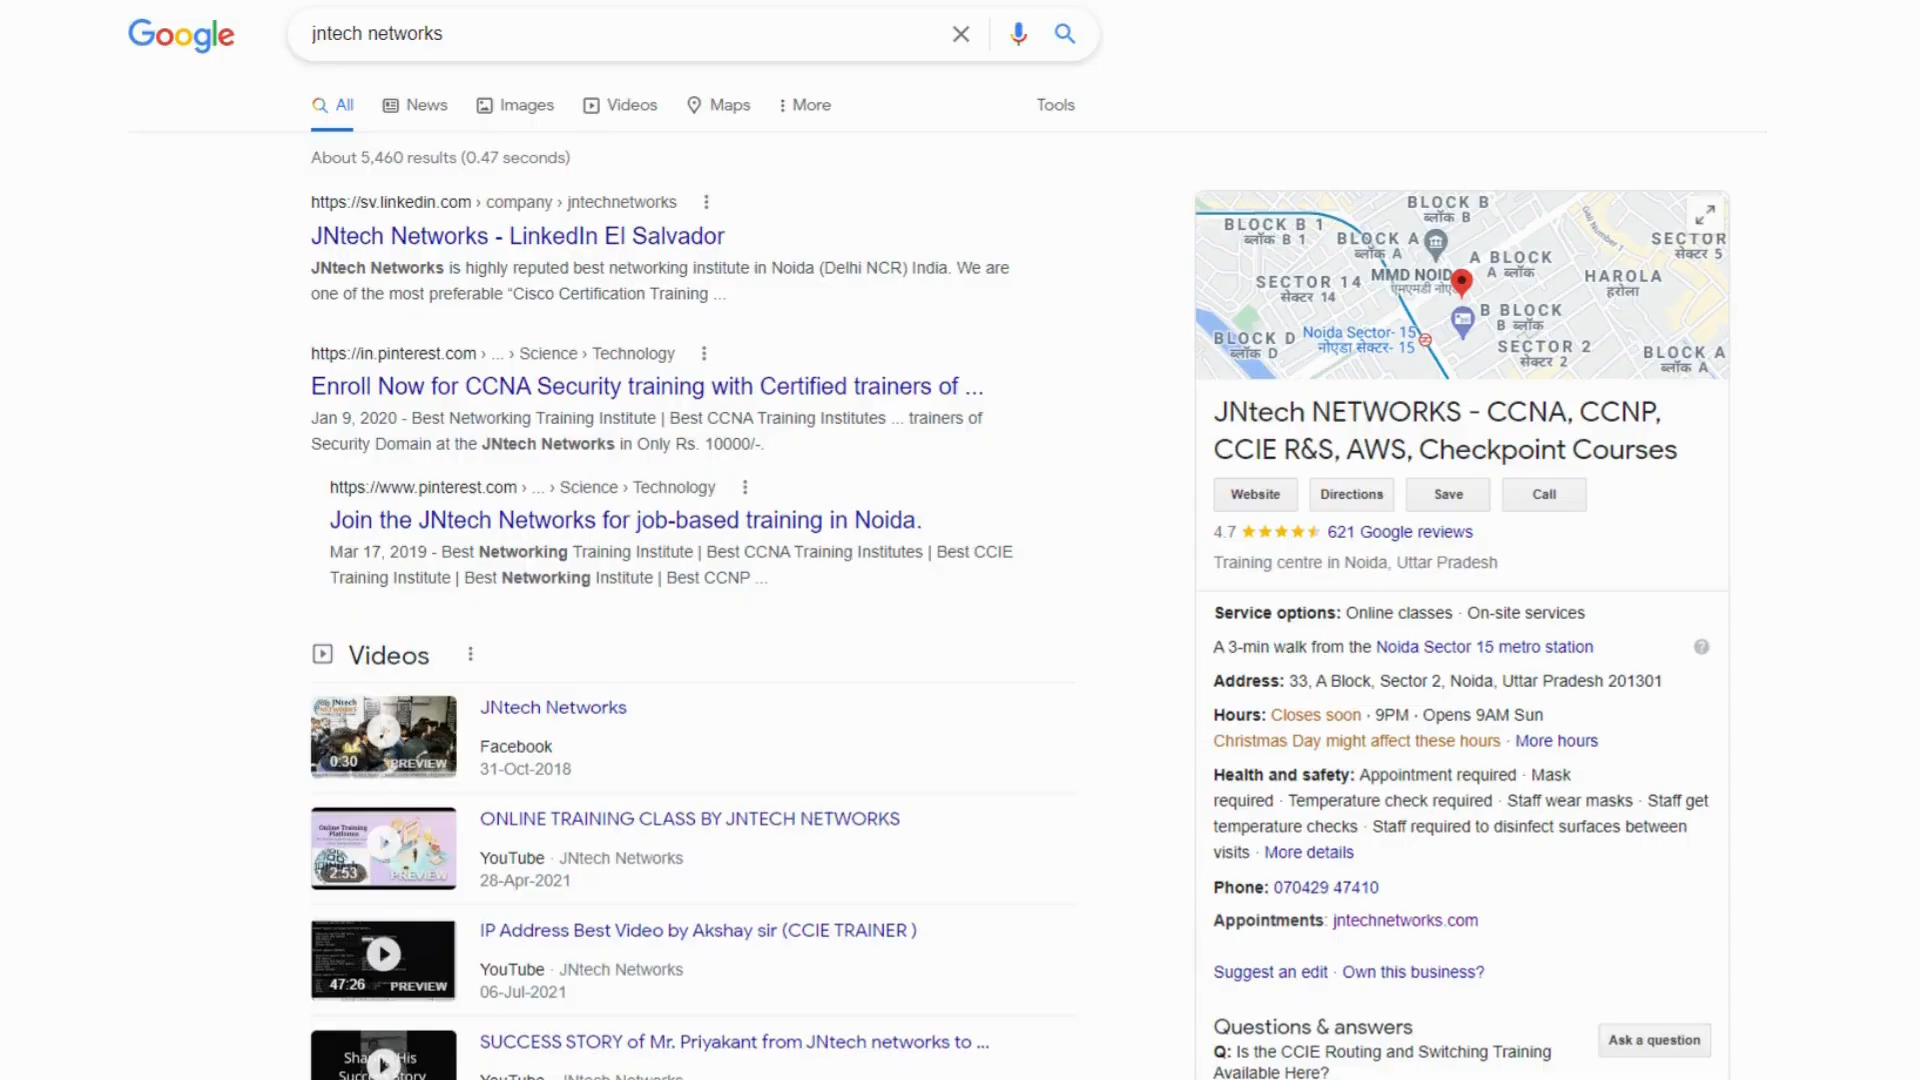 Google
jntech networks
All
News
Images
Videos
Maps
More
Tools
About 5,460 results (0.47 seconds)
https://sv.linkedin.com › company › jntechnetworks
JNtech Networks - LinkedIn El Salvador
JNtech Networks is highly reputed best networking institute in Noida (Delhi NCR) India. We are
one of the most preferable “Cisco Certification Training ...
https://in.pinterest.com › ... › Science › Technology
Enroll Now for CCNA Security training with Certified trainers of ...
Jan 9, 2020 - Best Networking Training Institute | Best CCNA Training Institutes ... trainers of
Security Domain at the JNtech Networks in Only Rs. 10000/-.
https://www.pinterest.com › ... › Science › Technology
Join the JNtech Networks for job-based training in Noida.
Mar 17, 2019 - Best Networking Training Institute | Best CCNA Training Institutes | Best CCIE
Training Institute | Best Networking Institute | Best CCNP ...
Videos
JNtech
NETWORKS
0:30 PREVIEW
JNtech Networks
Facebook
31-Oct-2018
Online Training
Platforms
2:53 PREVIEW
ONLINE TRAINING CLASS BY JNTECH NETWORKS
YouTube · JNtech Networks
28-Apr-2021
47:26 PREVIEW
IP Address Best Video by Akshay sir (CCIE TRAINER )
YouTube · JNtech Networks
06-Jul-2021
SUCCESS STORY of Mr. Priyakant from JNtech networks to ...
YouTube · JNtech Networks
BLOCK B
ब्लॉक B
BLOCK B 1
ब्लॉक B 1
BLOCK A
ब्लॉक A
A BLOCK
A ब्लॉक
SECTOR
सेक्टर 5
SECTOR 14
सेक्टर 14
MMD NOID
एमएमडी नोए
HAROLA
हरोला
B BLOCK
B ब्लॉक
BLOCK D
ब्लॉक D
Noida Sector- 15
नोएडा सेक्टर- 15
SECTOR 2
सेक्टर 2
BLOCK A
ब्लॉक A
JNtech NETWORKS - CCNA, CCNP,
CCIE R&S, AWS, Checkpoint Courses
Website
Directions
Save
Call
4.7 621 Google reviews
Training centre in Noida, Uttar Pradesh
Service options: Online classes · On-site services
A 3-min walk from the Noida Sector 15 metro station
Address: 33, A Block, Sector 2, Noida, Uttar Pradesh 201301
Hours: Closes soon · 9PM · Opens 9AM Sun
Christmas Day might affect these hours · More hours
Health and safety: Appointment required · Mask
required · Temperature check required · Staff wear masks · Staff get
temperature checks · Staff required to disinfect surfaces between
visits · More details
Phone: 070429 47410
Appointments: jntechnetworks.com
Suggest an edit · Own this business?
Questions & answers
Ask a question
Q: Is the CCIE Routing and Switching Training
Available Here?